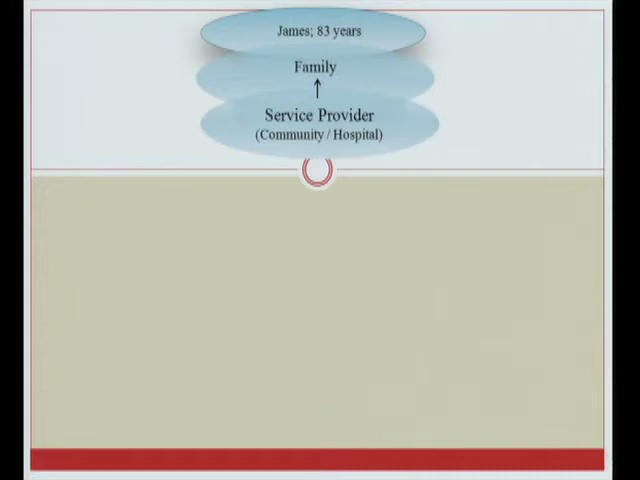 James; 83 years
Family
Service Provider
(Community / Hospital)